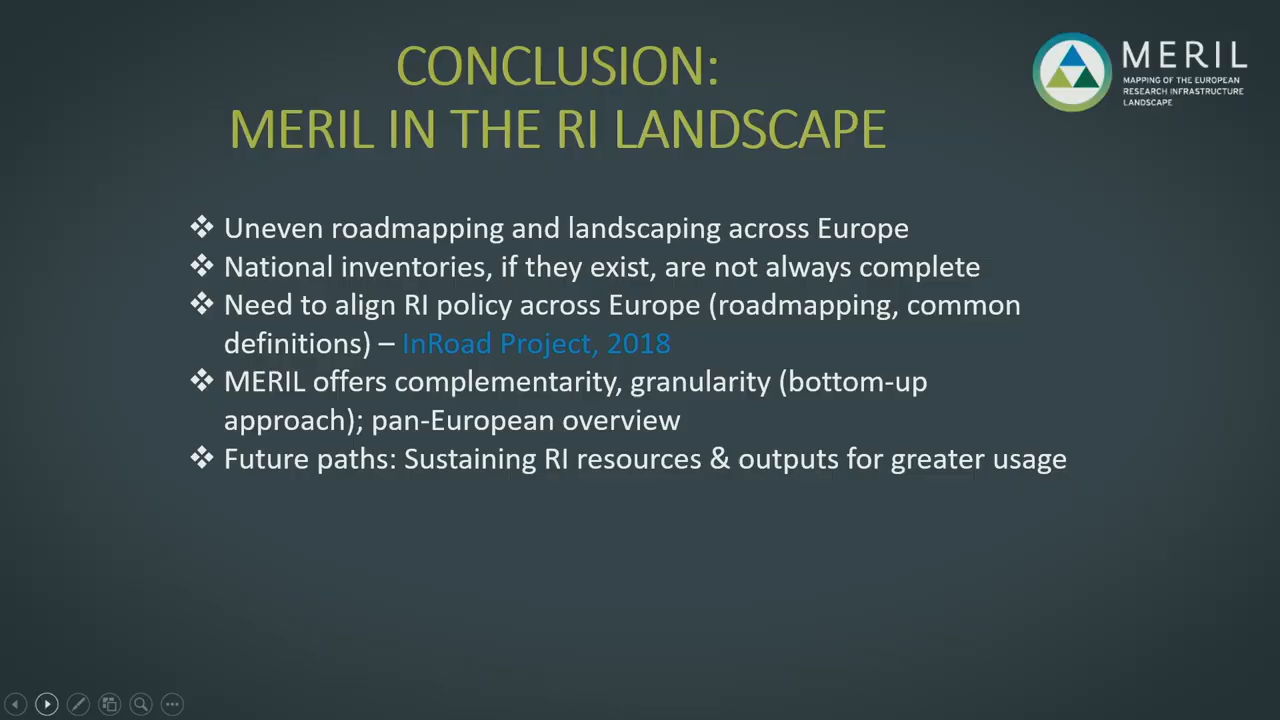 CONCLUSION:
MERIL IN THE RI LANDSCAPE
MERIL
MAPPING OF THE EUROPEAN
RESEARCH INFRASTRUCTURE
LANDSCAPE
❖ Uneven roadmapping and landscaping across Europe
❖ National inventories, if they exist, are not always complete
❖ Need to align RI policy across Europe (roadmapping, common
definitions) – InRoad Project, 2018
❖ MERIL offers complementarity, granularity (bottom-up
approach); pan-European overview
❖ Future paths: Sustaining RI resources & outputs for greater usage